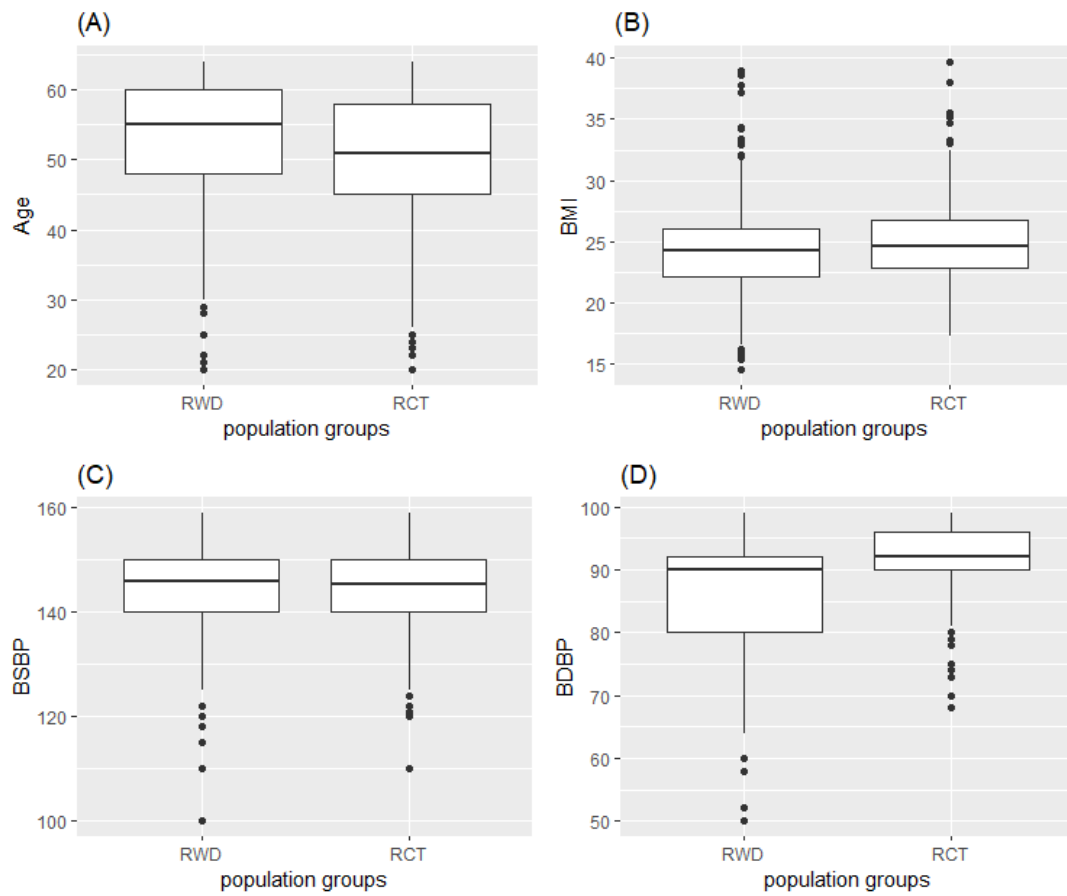 (A)
Age
60
50
40
30
20
RWD RCT
population groups
(B)
BMI
40
35
30
25
20
15
RWD RCT
population groups
(C)
BSBP
160
140
120
100
RWD RCT
population groups
(D)
BDBP
100
90
80
70
60
50
RWD RCT
population groups